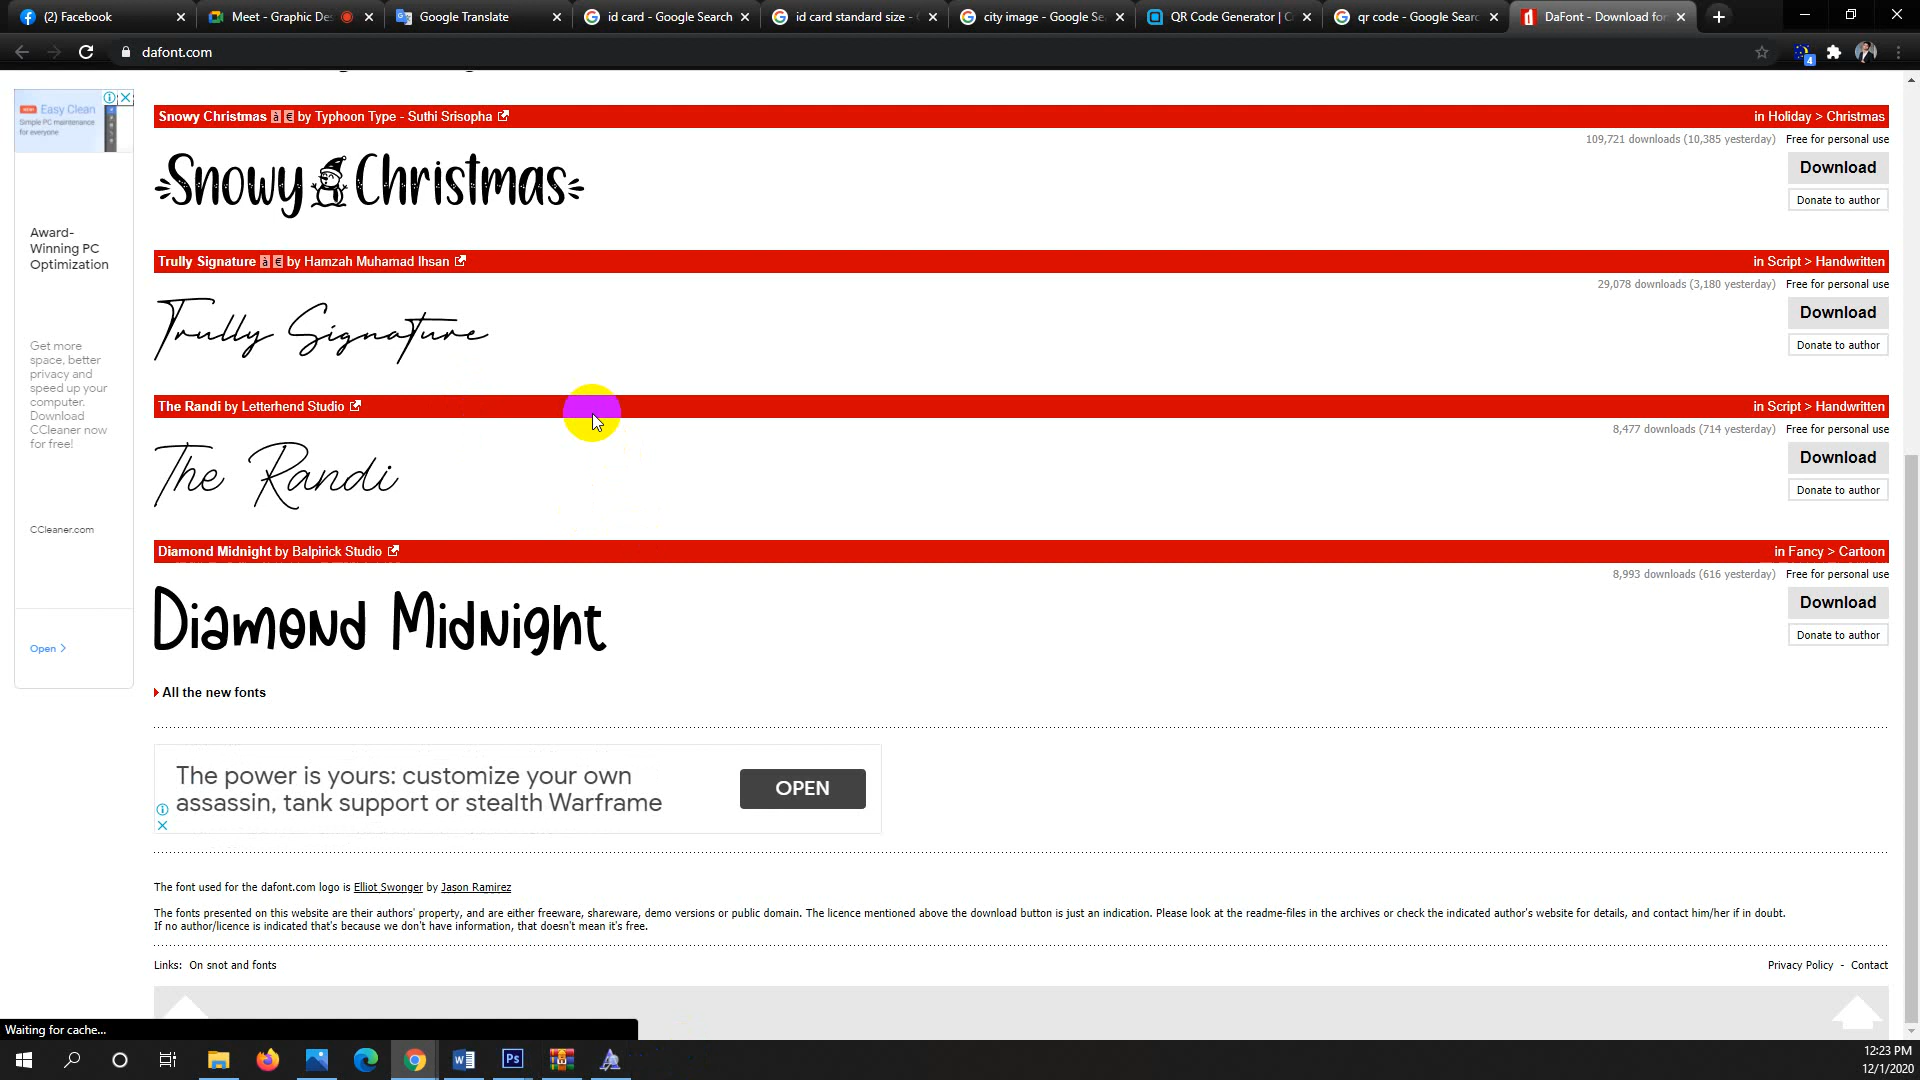 (2) Facebook
Meet - Graphic De
Google Translate
id card - Google Search
id card standard size -
city image - Google Se
QR Code Generator | C
qr code - Google Searc
DaFont - Download for
dafont.com
4
Easy Clean
Simple PC maintenance
for everyone
Award-
Winning PC
Optimization
Get more
space, better
privacy and
speed up your
computer.
Download
CCleaner now
for free!
CCleaner.com
Open >
Snowy Christmas à € by Typhoon Type - Suthi Srisopha
in Holiday > Christmas
109,721 downloads (10,385 yesterday) Free for personal use
Snowy Christmas
Download
Donate to author
Trully Signature à € by Hamzah Muhamad Ihsan
in Script > Handwritten
29,078 downloads (3,180 yesterday) Free for personal use
Trully Signature
Download
Donate to author
The Randi by Letterhend Studio
in Script > Handwritten
8,477 downloads (714 yesterday) Free for personal use
The Randi
Download
Donate to author
Diamond Midnight by Balpirick Studio
in Fancy > Cartoon
8,993 downloads (616 yesterday) Free for personal use
Diamond Midnight
Download
Donate to author
All the new fonts
The power is yours: customize your own
assassin, tank support or stealth Warframe
OPEN
The font used for the dafont.com logo is Elliot Swonger by Jason Ramirez
The fonts presented on this website are their authors' property, and are either freeware, shareware, demo versions or public domain. The licence mentioned above the download button is just an indication. Please look at the readme-files in the archives or check the indicated author's website for details, and contact him/her if in doubt.
If no author/licence is indicated that's because we don't have information, that doesn't mean it's free.
Links: On snot and fonts
Privacy Policy - Contact
Waiting for cache...
Ps
12:23 PM
12/1/2020